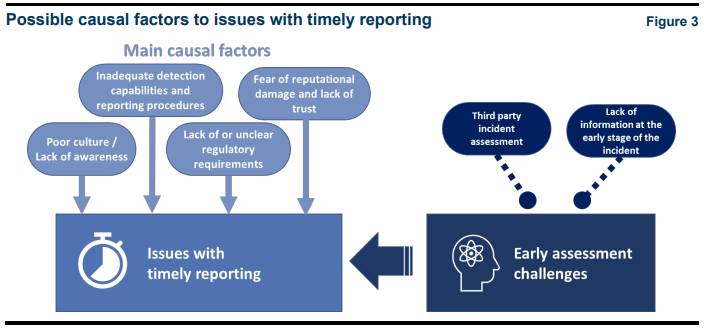 Possible causal factors to issues with timely reporting
Figure 3
Main causal factors
Inadequate detection
capabilities and
reporting procedures
Fear of reputational
damage and lack of
trust
Poor culture /
Lack of awareness
Lack of or unclear
regulatory
requirements
Third party
incident
assessment
Lack of
information at the
early stage of the
incident
Issues with
timely reporting
Early assessment
challenges